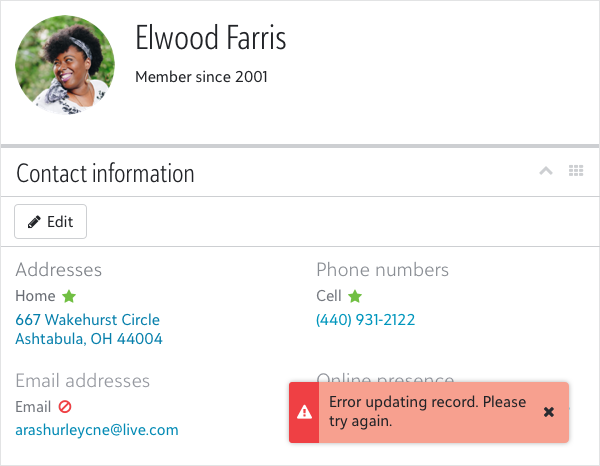 Elwood Farris
Member since 2001
Contact information
Edit
Addresses
Home
667 Wakehurst Circle
Ashtabula, OH 44004
Phone numbers
Cell
(440) 931-2122
Email addresses
Email
arashurleycne@live.com
Online presence
Error updating record. Please
try again.